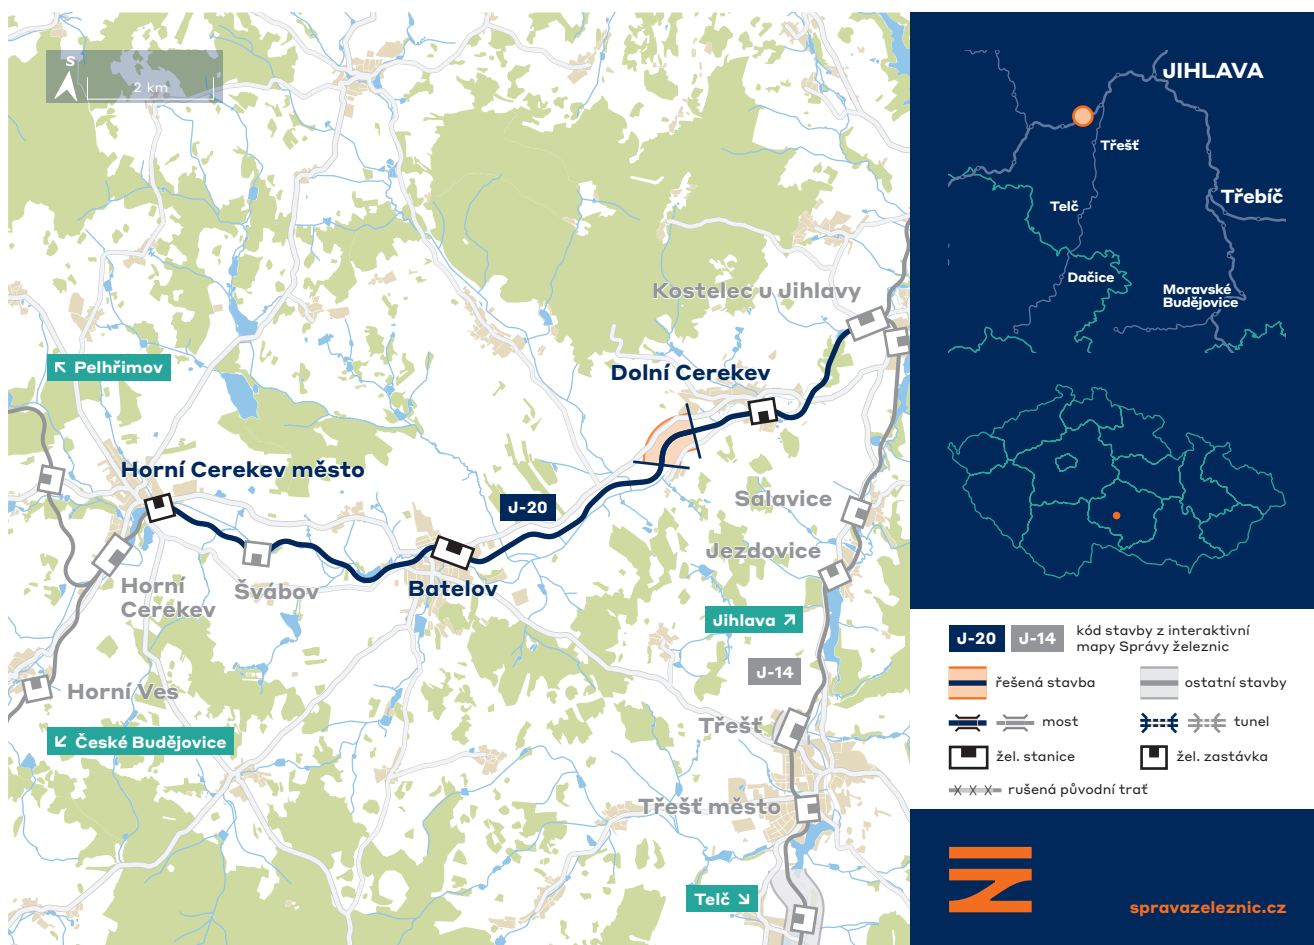 S
2 km
Kostelec u Jihlavy
Pelhřimov
Dolní Cerekev
Horní Cerekev město
Salavice
J-20
Jezdovice
Horní
Cerekev
Švábov
Batelov
Jihlava
J-14
Horní Ves
Třešť
České Budějovice
Třešť město
Telč
JIHLAVA
Třešť
Třebíč
Telč
Dačice
Moravské
Budějovice
J-20 J-14 kód stavby z interaktivní
mapy Správy železnic
řešená stavba
ostatní stavby
most
tunel
žel. stanice
žel. zastávka
rušená původní trať
spravazeleznic.cz